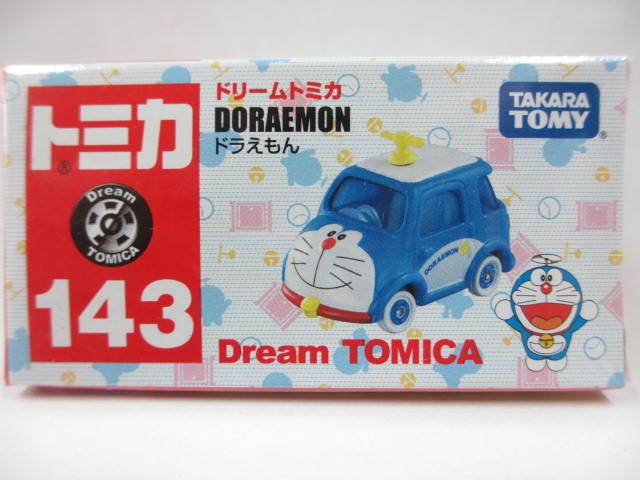 トミカ
®
Dream
TOMICA
143
ドリームトミカ
DORAEMON
ドラえもん
TAKARA
TOMY®
DORAEMON
Dream TOMICA